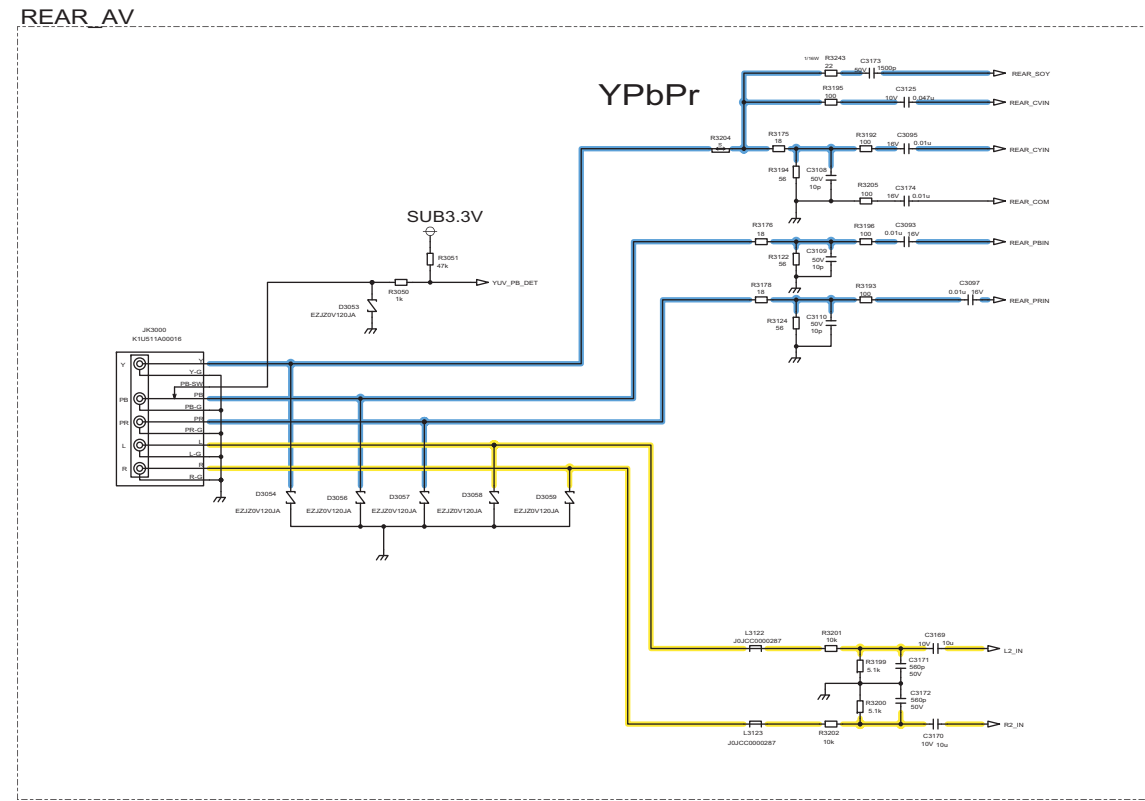 REAR_AV
YPbPr
1/16W R3243
22
C3173
50V 1500p
REAR_SOY
R3195
100
C3125
10V 0.047u
REAR_CVIN
R3204
S
R3175
18
R3192
100
C3095
16V 0.01u
REAR_CYIN
R3194
56
C3108
50V
10p
R3205
100
C3174
16V 0.01u
REAR_COM
SUB3.3V
R3051
47k
R3050
1k
YUV_PB_DET
D3053
EZJZ0V120JA
R3176
18
R3196
100
C3093
0.01u 16V
REAR_PBIN
R3122
56
C3109
50V
10p
R3178
18
R3193
100
C3097
0.01u 16V
REAR_PRIN
R3124
56
C3110
50V
10p
JK3000
K1U511A00016
Y
Y
Y-G
PB-SW
PB
PB
PB-G
PR
PR
PR-G
L
L
L-G
R
R
R-G
D3054
EZJZ0V120JA
D3056
EZJZ0V120JA
D3057
EZJZ0V120JA
D3058
EZJZ0V120JA
D3059
EZJZ0V120JA
L3122
J0JCC0000287
R3201
10k
C3169
10V 10u
L2_IN
R3199
5.1k
C3171
560p
50V
R3200
5.1k
C3172
560p
50V
L3123
J0JCC0000287
R3202
10k
C3170
10V 10u
R2_IN